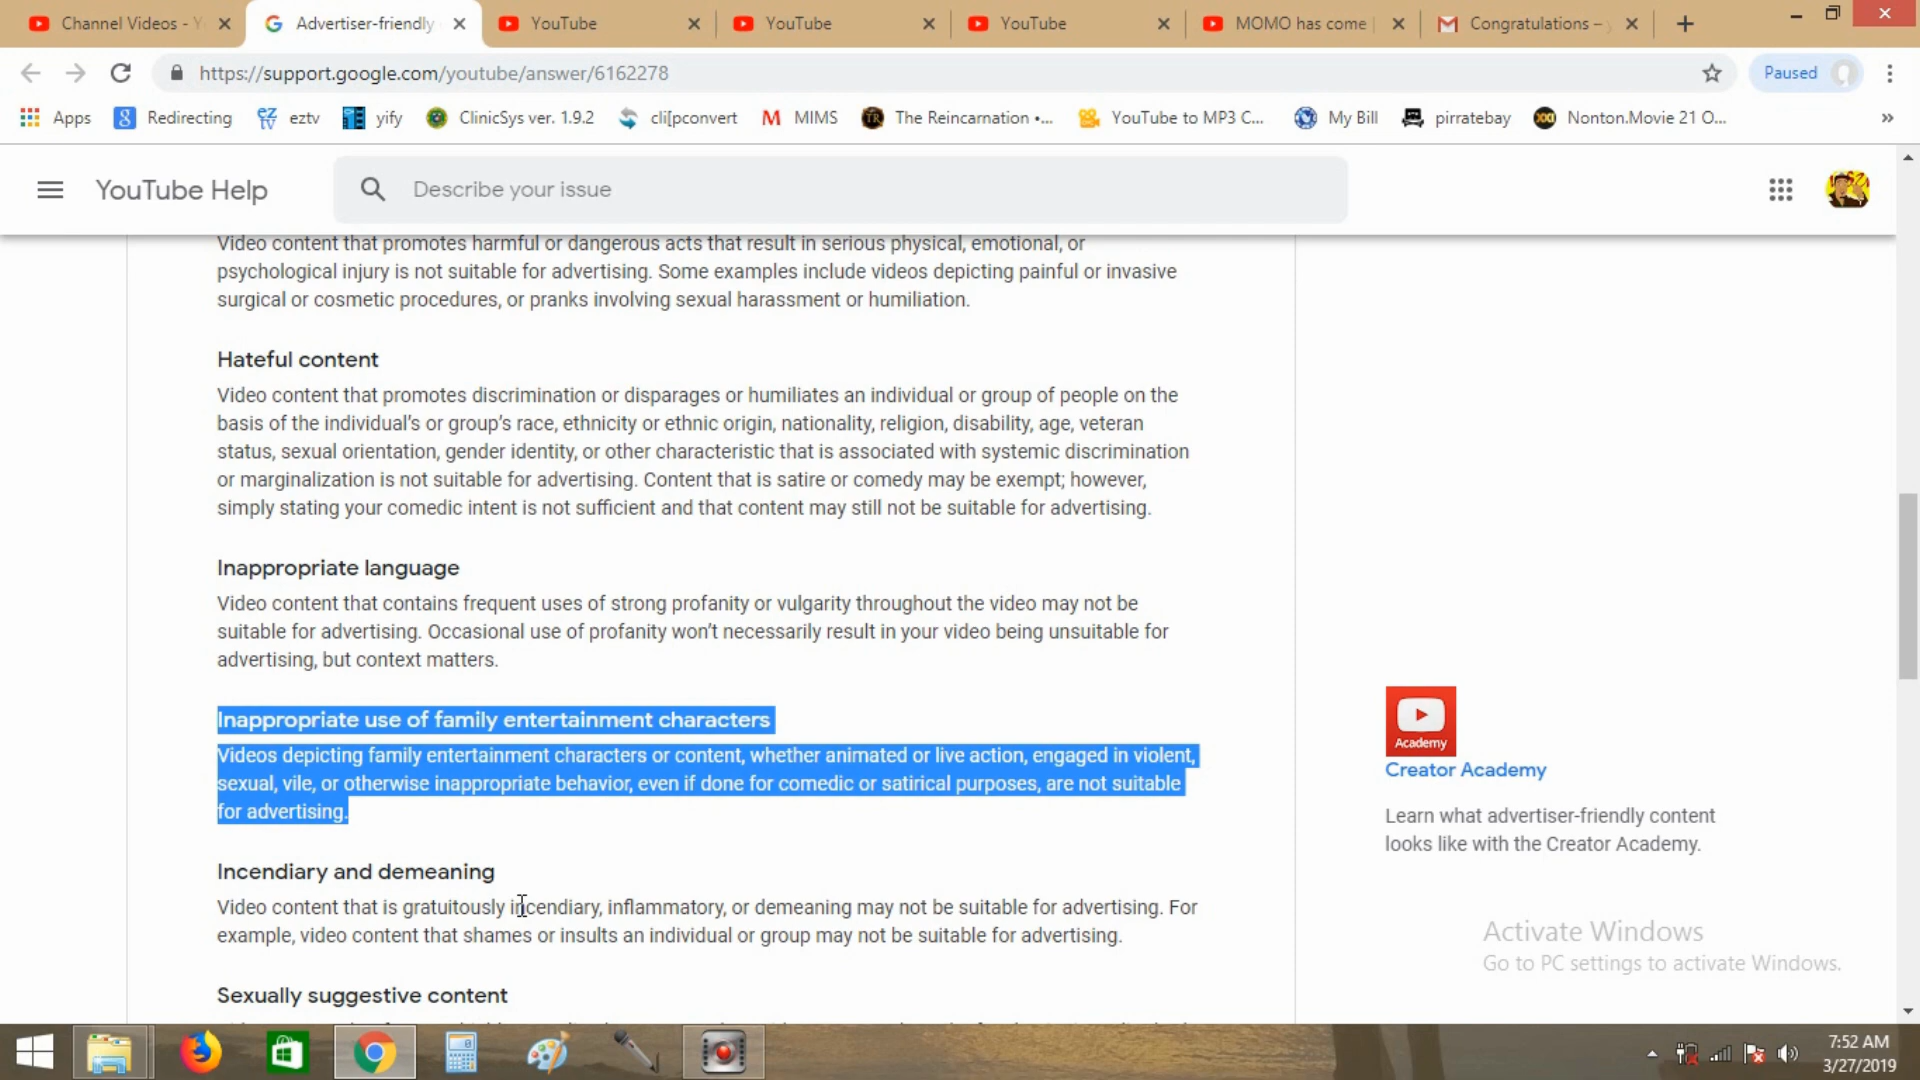 Channel Videos - Y
Advertiser-friendly
YouTube
YouTube
YouTube
MOMO has come
Congratulations – y
https://support.google.com/youtube/answer/6162278
Paused
Apps
Redirecting
eztv
yify
ClinicSys ver. 1.9.2
cli[pconvert
MIMS
The Reincarnation •...
YouTube to MP3 C...
My Bill
pirratebay
Nonton.Movie 21 O...
»
YouTube Help
Describe your issue
Video content that promotes harmful or dangerous acts that result in serious physical, emotional, or
psychological injury is not suitable for advertising. Some examples include videos depicting painful or invasive
surgical or cosmetic procedures, or pranks involving sexual harassment or humiliation.
Hateful content
Video content that promotes discrimination or disparages or humiliates an individual or group of people on the
basis of the individual's or group's race, ethnicity or ethnic origin, nationality, religion, disability, age, veteran
status, sexual orientation, gender identity, or other characteristic that is associated with systemic discrimination
or marginalization is not suitable for advertising. Content that is satire or comedy may be exempt; however,
simply stating your comedic intent is not sufficient and that content may still not be suitable for advertising.
Inappropriate language
Video content that contains frequent uses of strong profanity or vulgarity throughout the video may not be
suitable for advertising. Occasional use of profanity won't necessarily result in your video being unsuitable for
advertising, but context matters.
Inappropriate use of family entertainment characters
Videos depicting family entertainment characters or content, whether animated or live action, engaged in violent,
sexual, vile, or otherwise inappropriate behavior, even if done for comedic or satirical purposes, are not suitable
for advertising.
Incendiary and demeaning
Video content that is gratuitously incendiary, inflammatory, or demeaning may not be suitable for advertising. For
example, video content that shames or insults an individual or group may not be suitable for advertising.
Sexually suggestive content
Academy
Creator Academy
Learn what advertiser-friendly content
looks like with the Creator Academy.
Activate Windows
Go to PC settings to activate Windows.
7:52 AM
3/27/2019